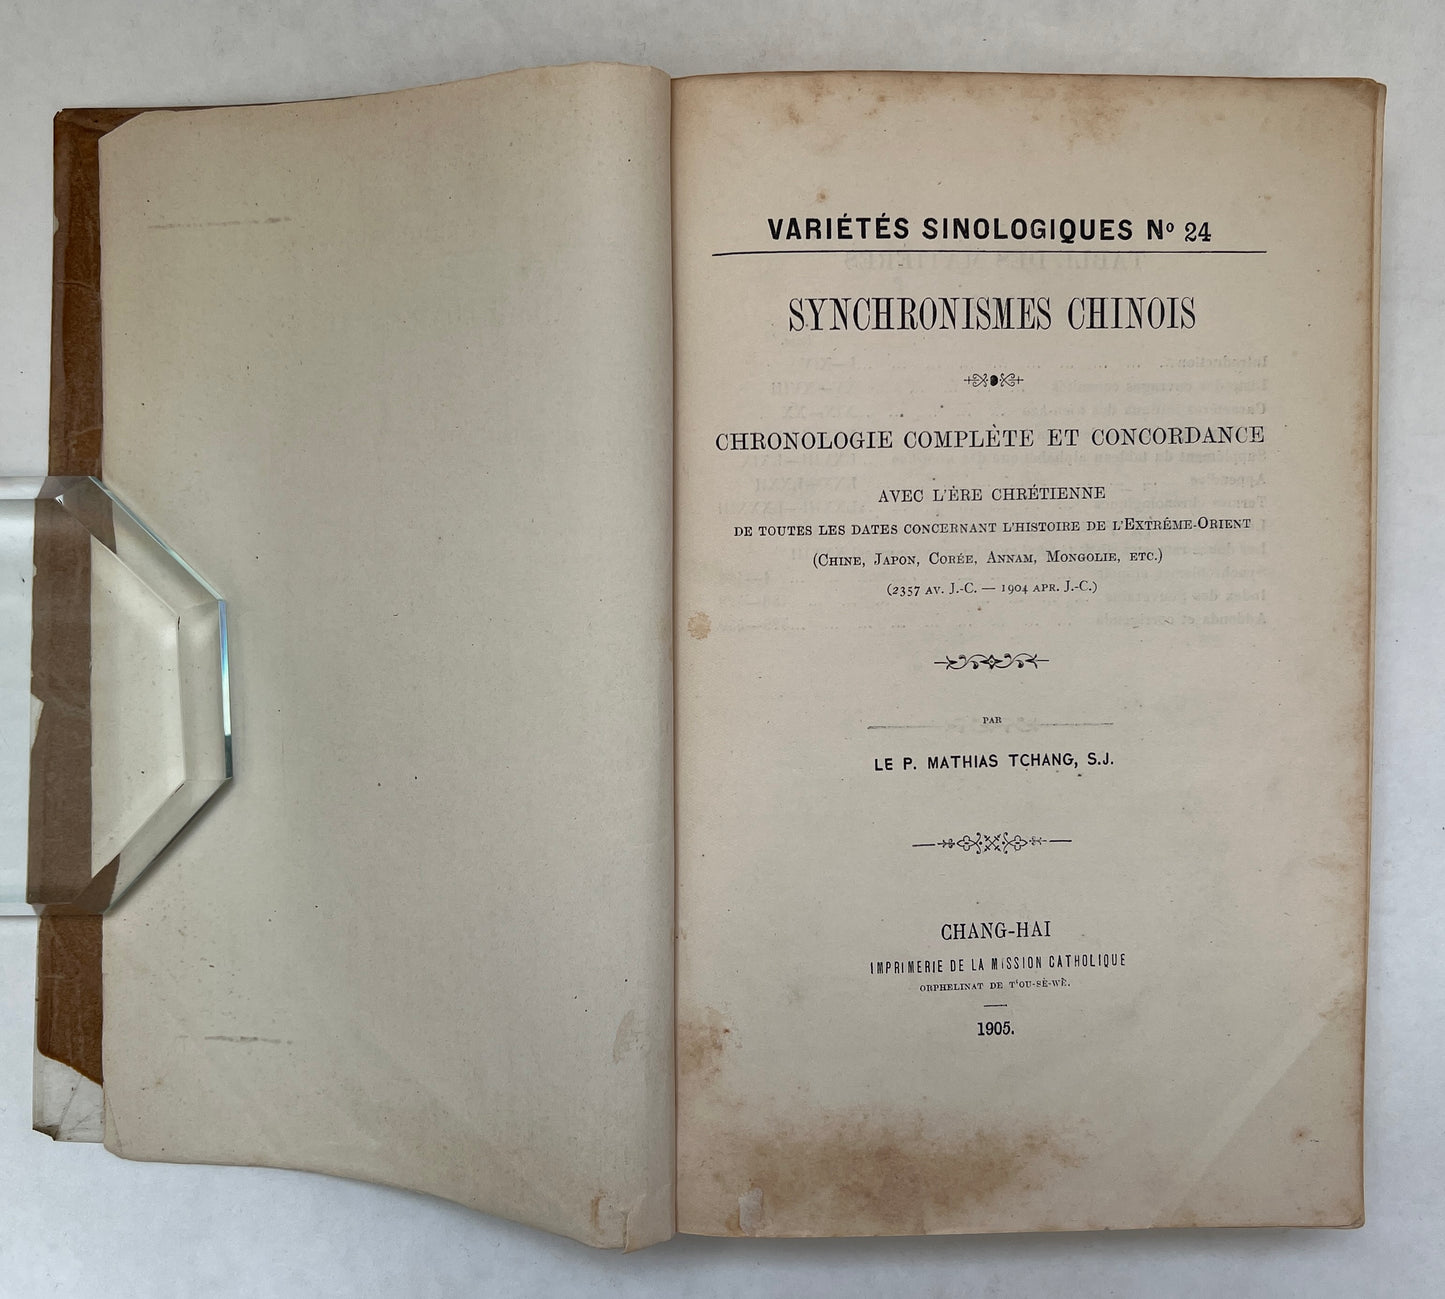 VARIÉTÉS SINOLOGIQUES Nº 24
SYNCHRONISMES CHINOIS
CHRONOLOGIE COMPLÈTE ET CONCORDANCE
AVEC L'ÈRE CHRÉTIENNE
DE TOUTES LES DATES CONCERNANT L'HISTOIRE DE L'EXTRÊME-ORIENT
(CHINE, JAPON, CORÉE, ANNAM, MONGOLIE, ETC.)
(2357 AV. J.-C. — 1904 APR. J.-C.)
PAR
LE P. MATHIAS TCHANG, S.J.
CHANG-HAI
IMPRIMERIE DE LA MISSION CATHOLIQUE
ORPHELINAT DE T'OU-SÈ-WÈ.
1905.